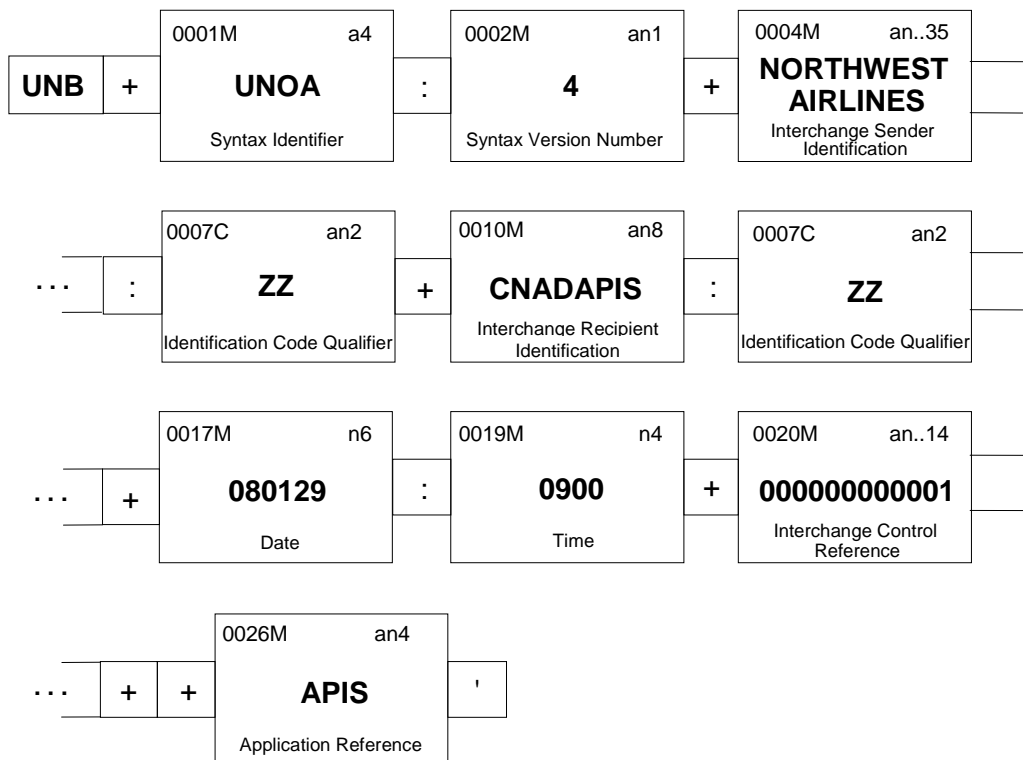 0001M a4 0002M an1 0004M an..35
UNB + UNOA : 4 + NORTHWEST
AIRLINES
Syntax Identifier Syntax Version Number Interchange Sender
Identification
0007C an2 0010M an8 0007C an2
... : ZZ + CNADAPIS : ZZ
Identification Code Qualifier Interchange Recipient
Identification Identification Code Qualifier
0017M n6 0019M n4 0020M an..14
... + 080129 : 0900 + 000000000001
Date Time Interchange Control
Reference
0026M an4
... + + APIS '
Application Reference